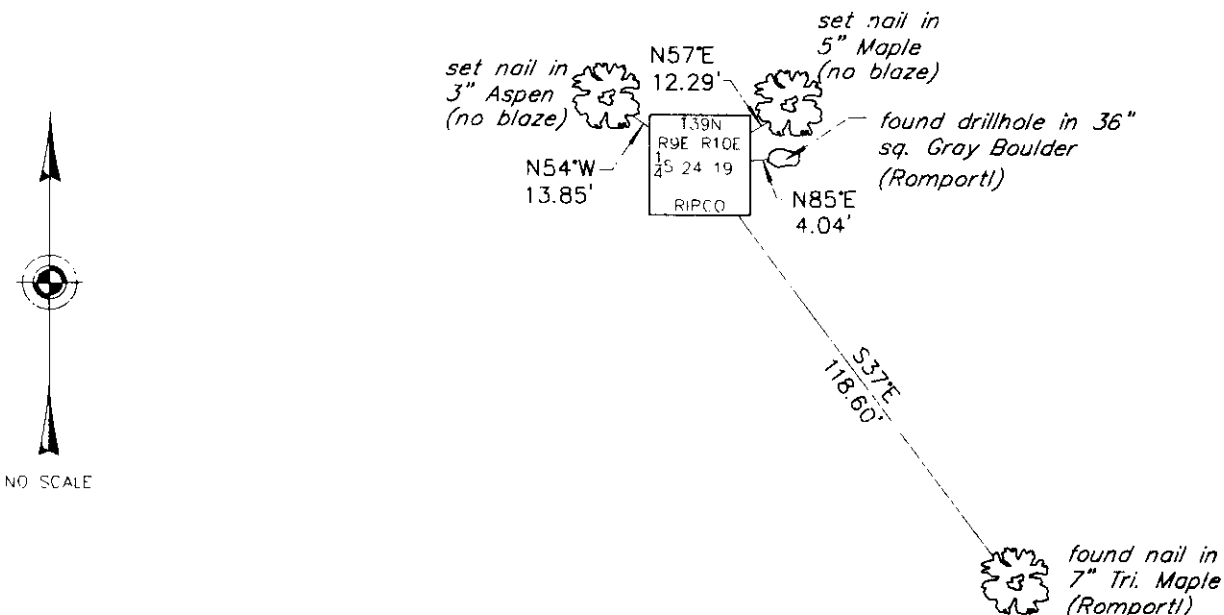 set nail in
5" Maple
(no blaze)
N57°E
12.29'
set nail in
3" Aspen
(no blaze)
found drillhole in 36"
sq. Gray Boulder
(Romportl)
T39N
R9E R10E
1/4 S 24 19
RIPCO
N54°W
13.85'
N85°E
4.04'
S37°E
118.60'
NO SCALE
found nail in
7" Tri. Maple
(Romportl)